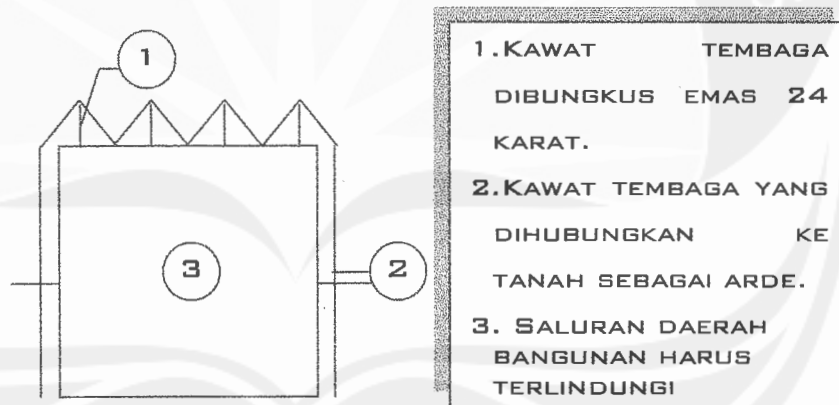 1
2
3
1.KAWAT TEMBAGA
DIBUNGKUS EMAS 24
KARAT.
2.KAWAT TEMBAGA YANG
DIHUBUNGKAN KE
TANAH SEBAGAI ARDE.
3. SALURAN DAERAH
BANGUNAN HARUS
TERLINDUNGI